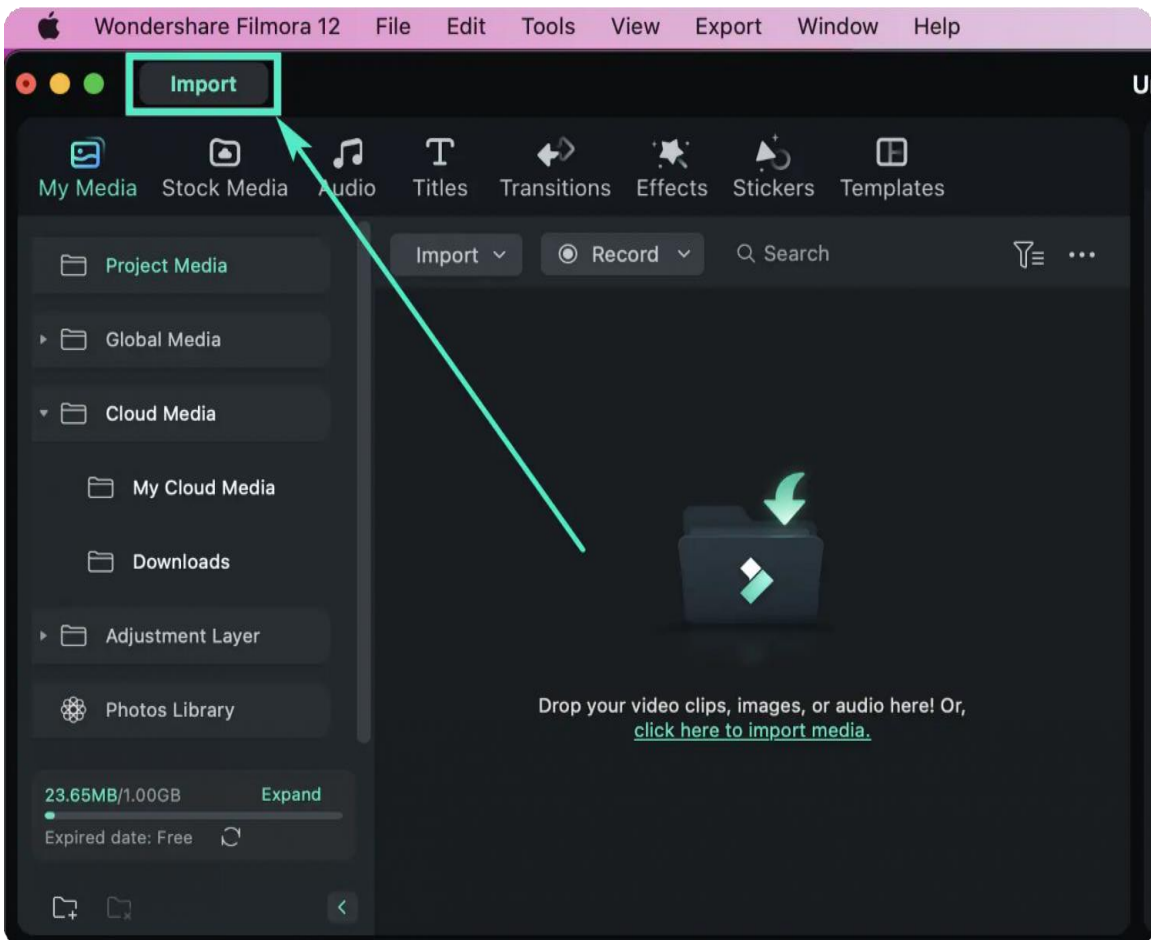 Wondershare Filmora 12 File Edit Tools View Export Window Help
Import
My Media Stock Media Audio Titles Transitions Effects Stickers Templates
Project Media
Import Record Search
Global Media
Cloud Media
My Cloud Media
Downloads
Adjustment Layer
Photos Library
Drop your video clips, images, or audio here! Or,
click here to import media.
23.65MB/1.00GB Expand
Expired date: Free